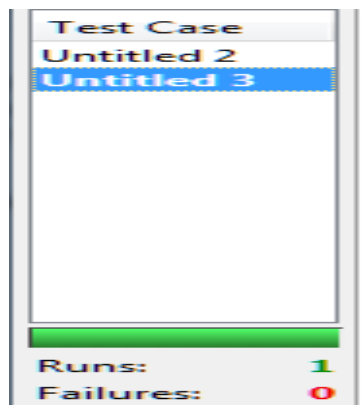 Test Case
Untitled 2
Untitled 3
Runs: 1
Failures: 0